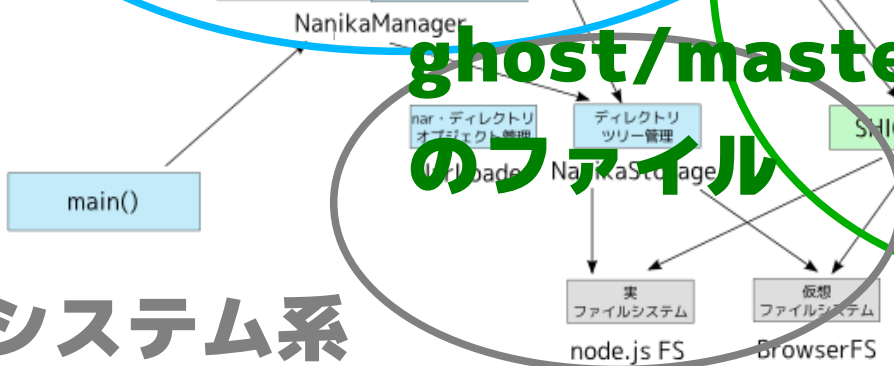 NanikaManager
ghost/maste
nar・ディレクトリ
オブジェクト管理
ディレクトリ
ツリー管理
SHI
のファイル
NanikaStorage
main()
実
ファイルシステム
仮想
ファイルシステム
システム系
node.js FS
BrowserFS